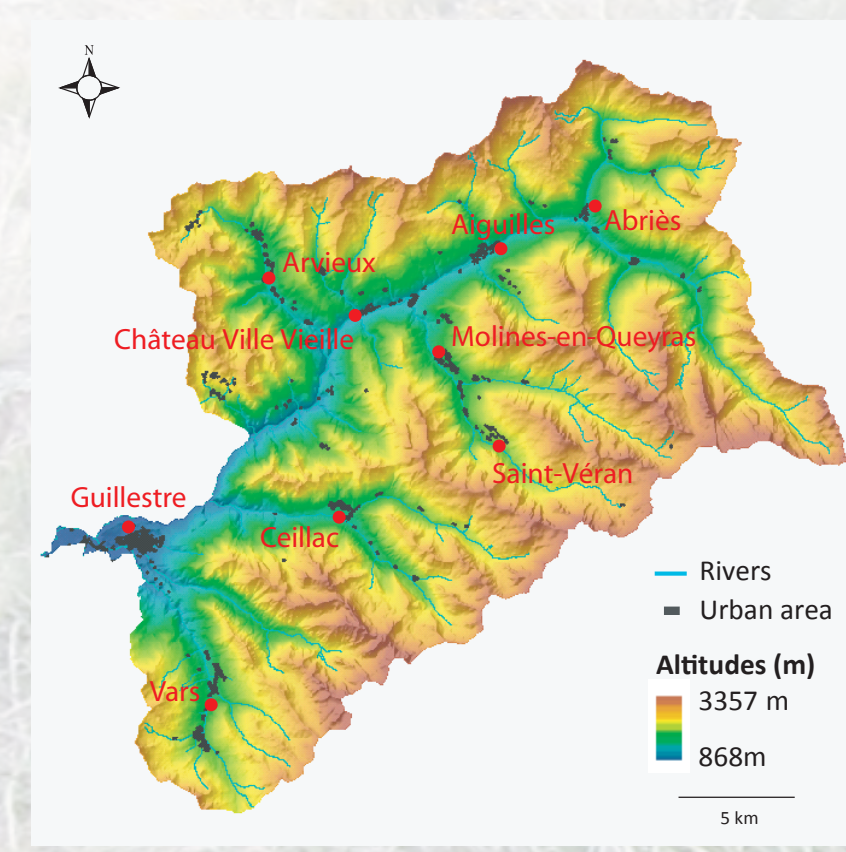 N
Abriès
Aiguilles
Arvieux
Château Ville Vieille
Molines-en-Queyras
Saint-Véran
Guillestre
Ceillac
Vars
Rivers
Urban area
Altitudes (m)
3357 m
868m
5 km